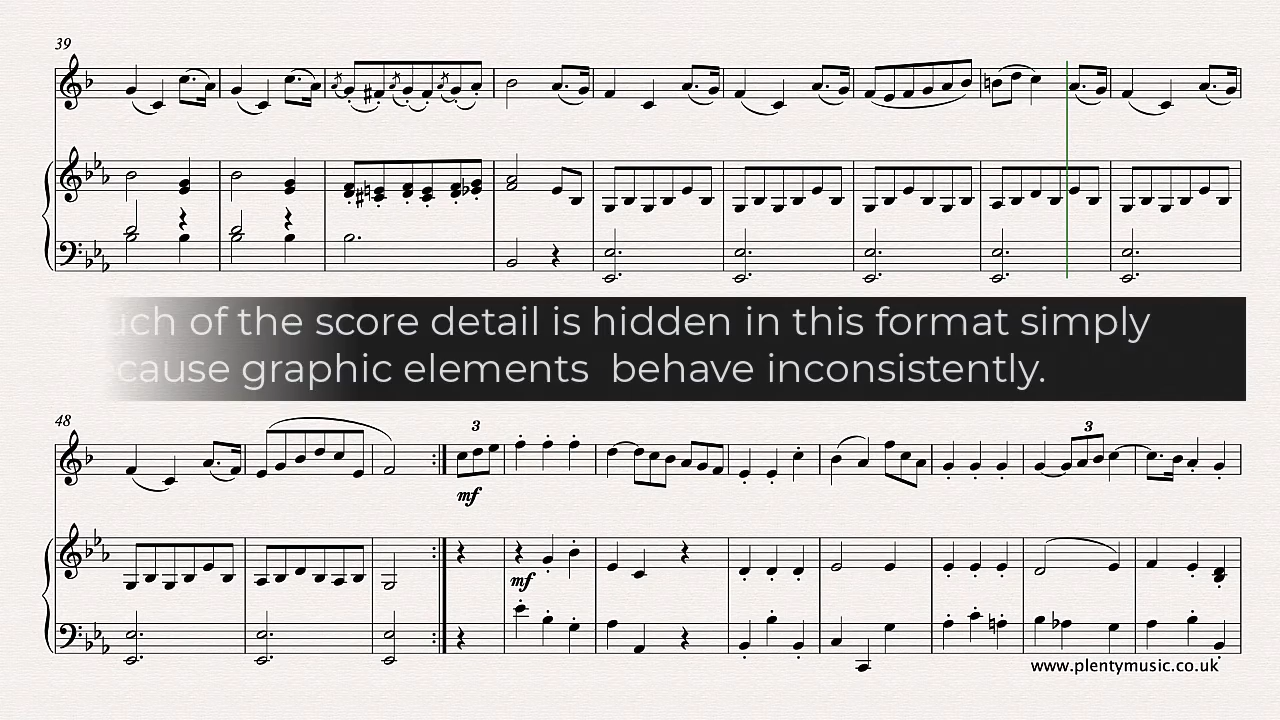 39
uch of the score detail is hidden in this format simply
ecause graphic elements behave inconsistently.
48
3
3
mf
mf
www.plentymusic.co.uk